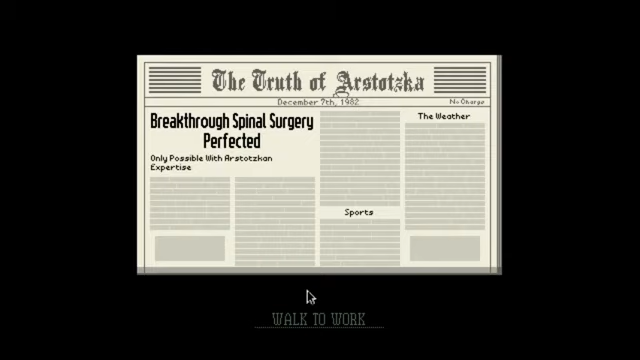 The Truth of Arstotzka
December 7th, 1982
No Charge
Breakthrough Spinal Surgery
Perfected
Only Possible With Arstotzkan
Expertise
The Weather
Sports
WALK TO WORK